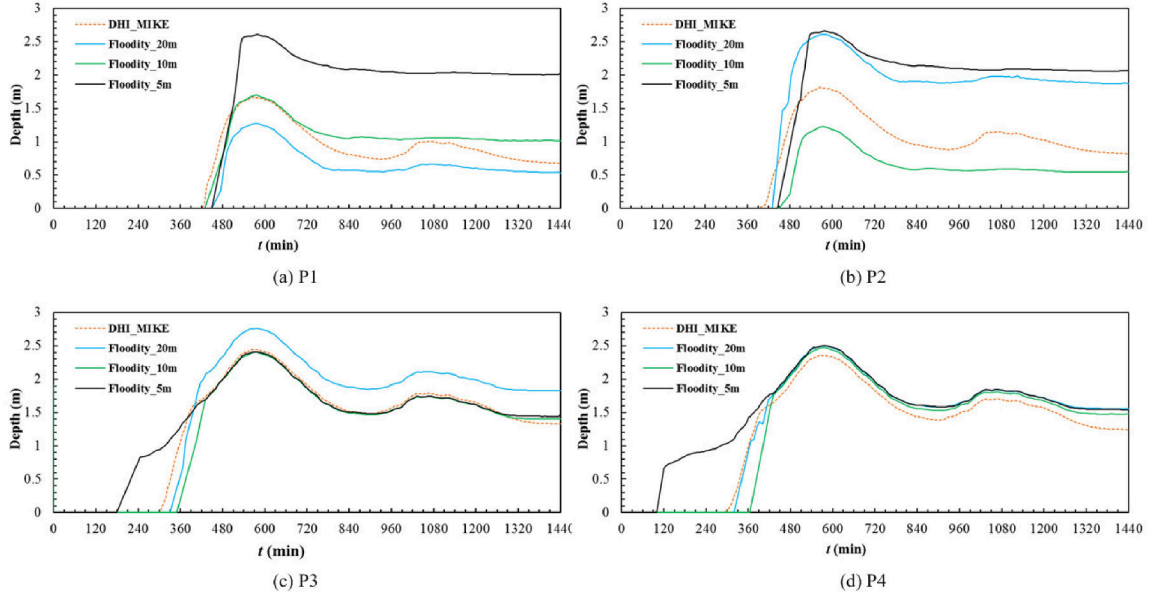 DHI_MIKE
Floodity_20m
Floodity_10m
Floodity_5m
Depth (m)
3
2.5
2
1.5
1
0.5
0
0 120 240 360 480 600 720 840 960 1080 1200 1320 1440
t (min)
(a) P1
DHI_MIKE
Floodity_20m
Floodity_10m
Floodity_5m
Depth (m)
3
2.5
2
1.5
1
0.5
0
0 120 240 360 480 600 720 840 960 1080 1200 1320 1440
t (min)
(b) P2
DHI_MIKE
Floodity_20m
Floodity_10m
Floodity_5m
Depth (m)
3
2.5
2
1.5
1
0.5
0
0 120 240 360 480 600 720 840 960 1080 1200 1320 1440
t (min)
(c) P3
DHI_MIKE
Floodity_20m
Floodity_10m
Floodity_5m
Depth (m)
3
2.5
2
1.5
1
0.5
0
0 120 240 360 480 600 720 840 960 1080 1200 1320 1440
t (min)
(d) P4